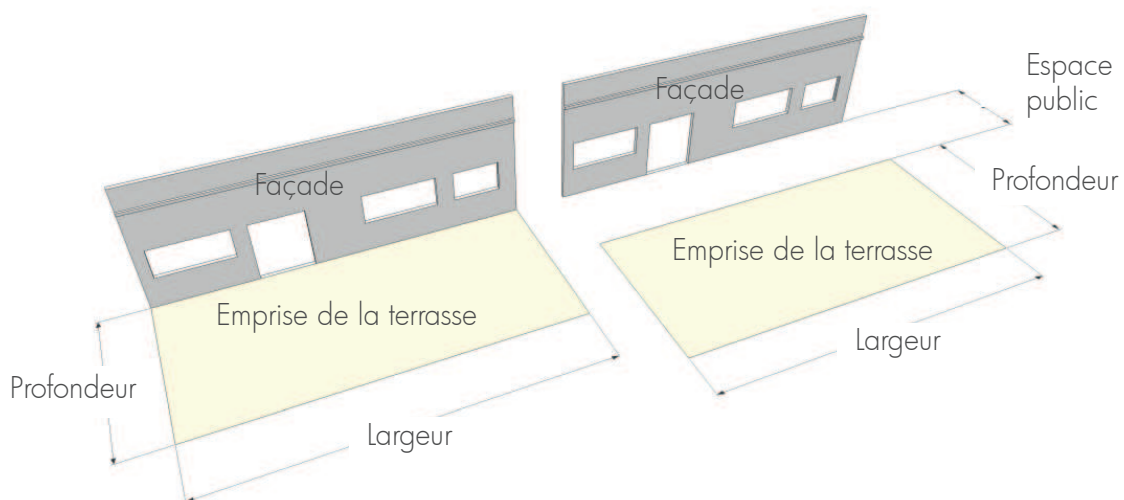 Façade
Emprise de la terrasse
Profondeur
Largeur
Façade
Espace
public
Profondeur
Emprise de la terrasse
Largeur